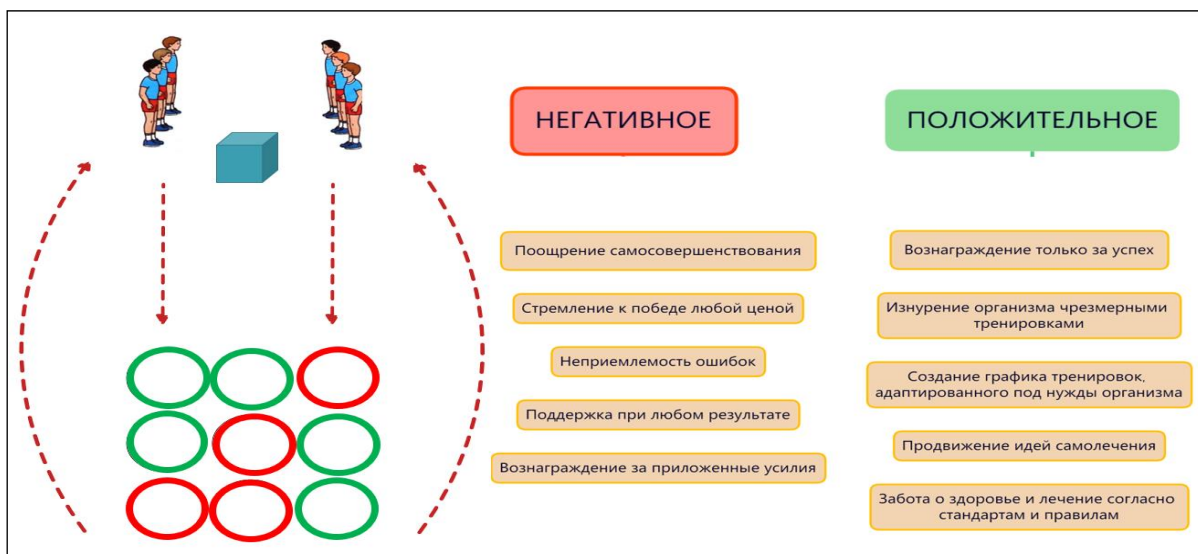 НЕГАТИВНОЕ
ПОЛОЖИТЕЛЬНОЕ
Поощрение самосовершенствования
Стремление к победе любой ценой
Неприемлемость ошибок
Поддержка при любом результате
Вознаграждение за приложенные усилия
Вознаграждение только за успех
Изнурение организма чрезмерными
тренировками
Создание графика тренировок,
адаптированного под нужды организма
Продвижение идей самолечения
Забота о здоровье и лечение согласно
стандартам и правилам